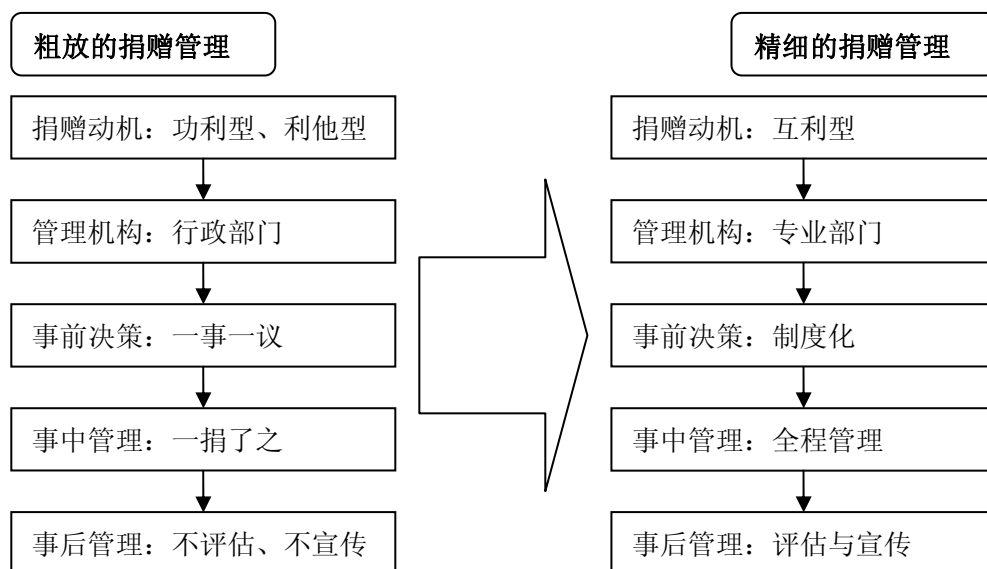 粗放的捐赠管理
捐赠动机：功利型、利他型
管理机构：行政部门
事前决策：一事一议
事中管理：一捐了之
事后管理：不评估、不宣传
精细的捐赠管理
捐赠动机：互利型
管理机构：专业部门
事前决策：制度化
事中管理：全程管理
事后管理：评估与宣传